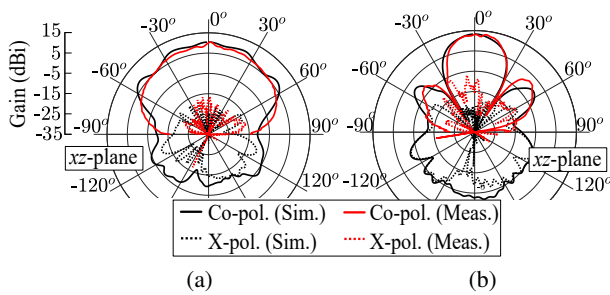 0° 0°
-30° 30° -30° 30°
-60° 60° -60° 60°
-90° 90° -90° 90°
-120° 120° -120° 120°
Gain (dBi)
15
5
-5
-15
-25
-35
xz-plane xz-plane
Co-pol. (Sim.) Co-pol. (Meas.)
X-pol. (Sim.) X-pol. (Meas.)
(a) (b)